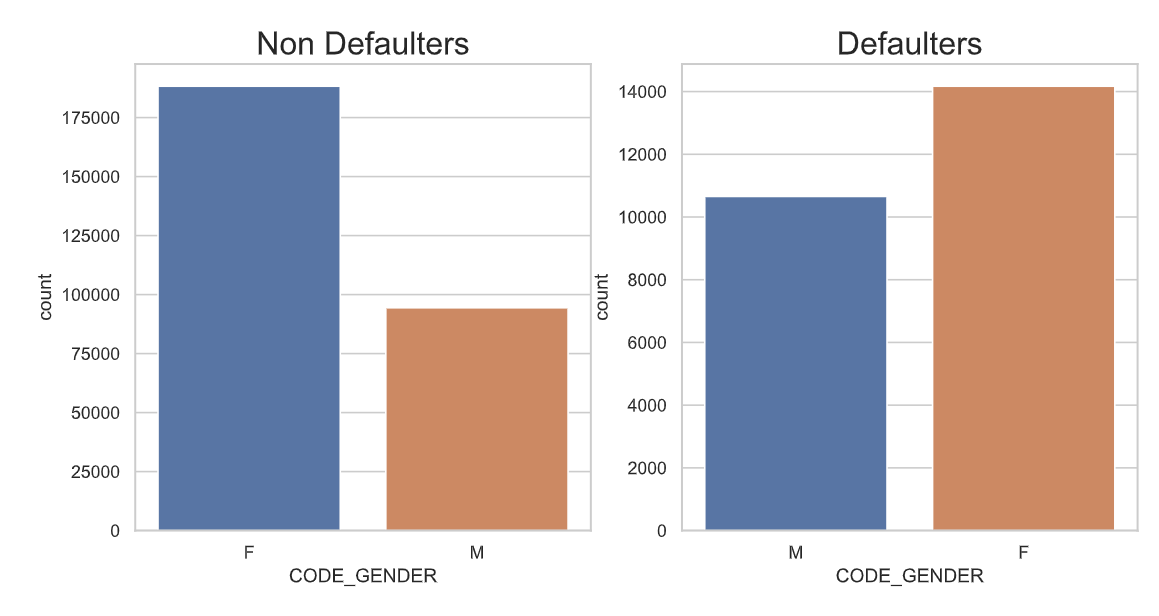 Non Defaulters
175000
150000
125000
100000
75000
50000
25000
0
count
F M
CODE_GENDER
Defaulters
14000
12000
10000
8000
6000
4000
2000
0
count
M F
CODE_GENDER